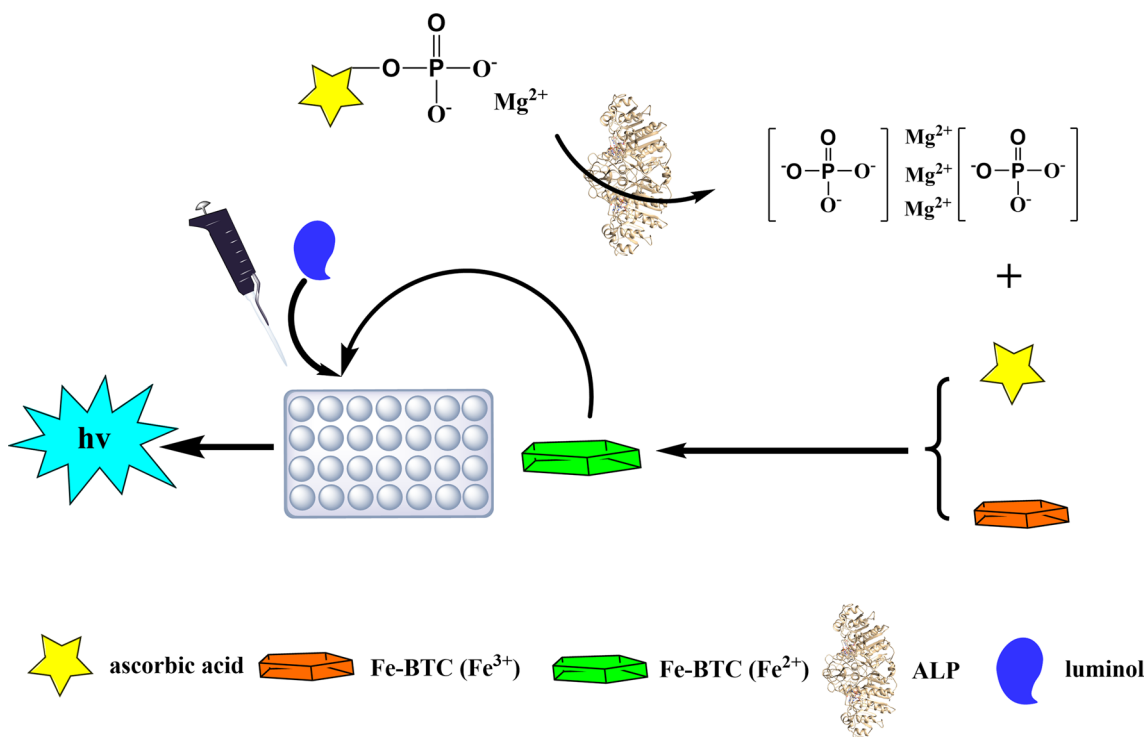 O
O P O⁻
O⁻
Mg²⁺
O
⁻O P O⁻
O⁻
Mg²⁺
Mg²⁺
Mg²⁺
O
⁻O P O⁻
O⁻
+
hv
ascorbic acid
Fe-BTC (Fe³⁺)
Fe-BTC (Fe²⁺)
ALP
luminol